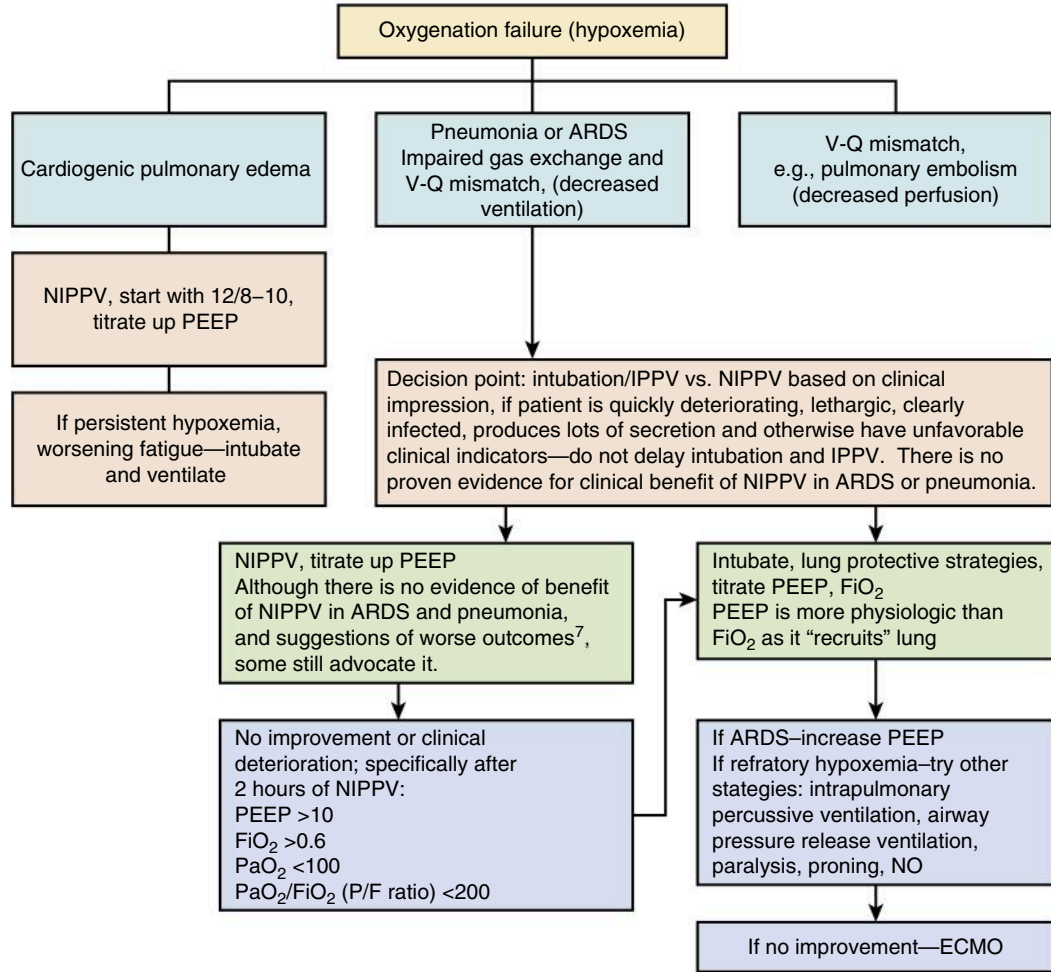 Oxygenation failure (hypoxemia)
Cardiogenic pulmonary edema
Pneumonia or ARDS
Impaired gas exchange and
V-Q mismatch, (decreased
ventilation)
V-Q mismatch,
e.g., pulmonary embolism
(decreased perfusion)
NIPPV, start with 12/8–10,
titrate up PEEP
If persistent hypoxemia,
worsening fatigue—intubate
and ventilate
Decision point: intubation/IPPV vs. NIPPV based on clinical
impression, if patient is quickly deteriorating, lethargic, clearly
infected, produces lots of secretion and otherwise have unfavorable
clinical indicators—do not delay intubation and IPPV. There is no
proven evidence for clinical benefit of NIPPV in ARDS or pneumonia.
NIPPV, titrate up PEEP
Although there is no evidence of benefit
of NIPPV in ARDS and pneumonia,
and suggestions of worse outcomes⁷,
some still advocate it.
Intubate, lung protective strategies,
titrate PEEP, FiO₂
PEEP is more physiologic than
FiO₂ as it “recruits” lung
No improvement or clinical
deterioration; specifically after
2 hours of NIPPV:
PEEP >10
FiO₂ >0.6
PaO₂ <100
PaO₂/FiO₂ (P/F ratio) <200
If ARDS–increase PEEP
If refratory hypoxemia–try other
stategies: intrapulmonary
percussive ventilation, airway
pressure release ventilation,
paralysis, proning, NO
If no improvement—ECMO